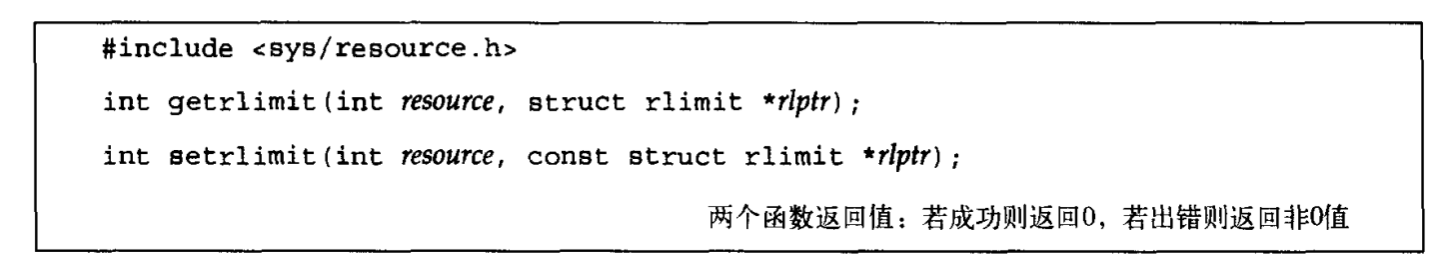 #include <sys/resource.h>
int getrlimit(int resource, struct rlimit *rlptr);
int setrlimit(int resource, const struct rlimit *rlptr);
两个函数返回值：若成功则返回0，若出错则返回非0值